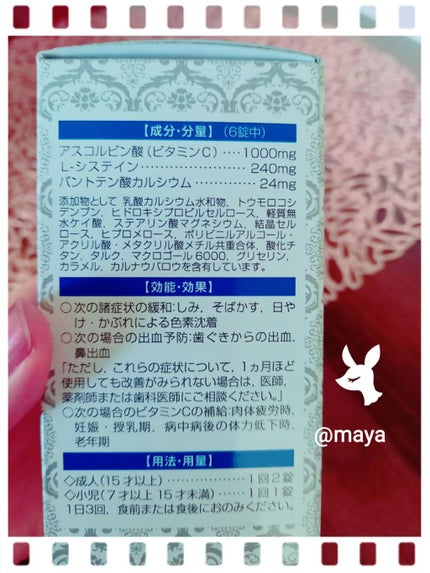 【成分・分量】(6錠中)
アスコルビン酸(ビタミンC)‥‥1000mg
L-システイン‥‥‥‥‥‥‥‥240mg
パントテン酸カルシウム‥‥‥‥24mg
添加物として 乳酸カルシウム水和物, トウモロコシ
デンプン, ヒドロキシプロピルセルロース, 軽質無
水ケイ酸, ステアリン酸マグネシウム, 結晶セル
ロース, ヒプロメロース, ポリビニルアルコール・
アクリル酸・メタクリル酸メチル共重合体, 酸化チ
タン, タルク, マクロゴール6000, グリセリン,
カラメル, カルナウバロウを含有しています。
【効能・効果】
○次の諸症状の緩和:しみ, そばかす, 日や
け・かぶれによる色素沈着
○次の場合の出血予防:歯ぐきからの出血,
鼻出血
「ただし, これらの症状について, 1ヵ月ほど
使用しても改善がみられない場合は, 医師,
薬剤師または歯科医師にご相談ください。」
○次の場合のビタミンCの補給:肉体疲労時,
妊娠・授乳期, 病中病後の体力低下時,
老年期
【用法・用量】
◇成人(15才以上)‥‥‥‥‥‥1回2錠
◇小児(7才以上15才未満)‥‥1回1錠
1日3回, 食前または食後におのみください。
@maya